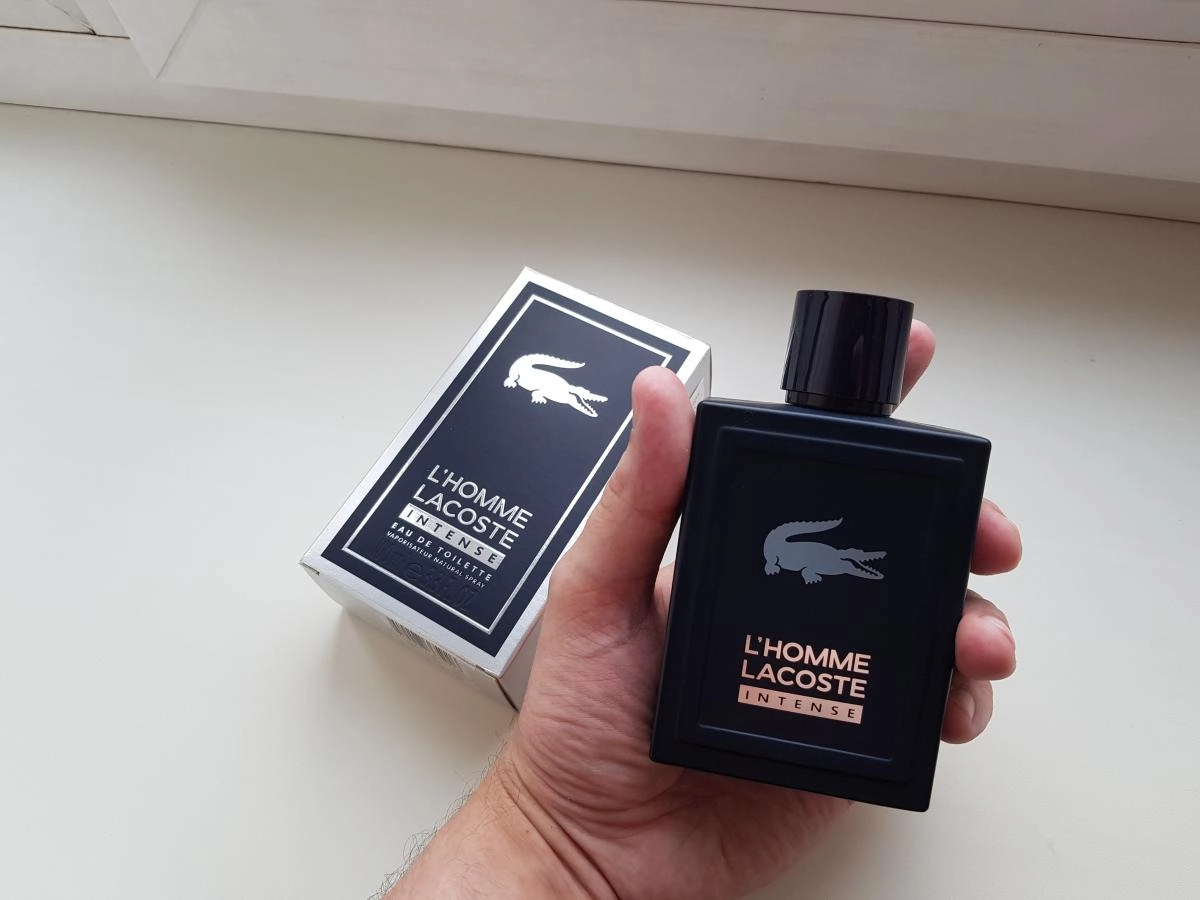 L'HOMME
LACOSTE
INTENSE
EAU DE TOILETTE
VAPORISATEUR NATURAL SPRAY
L'HOMME
LACOSTE
INTENSE